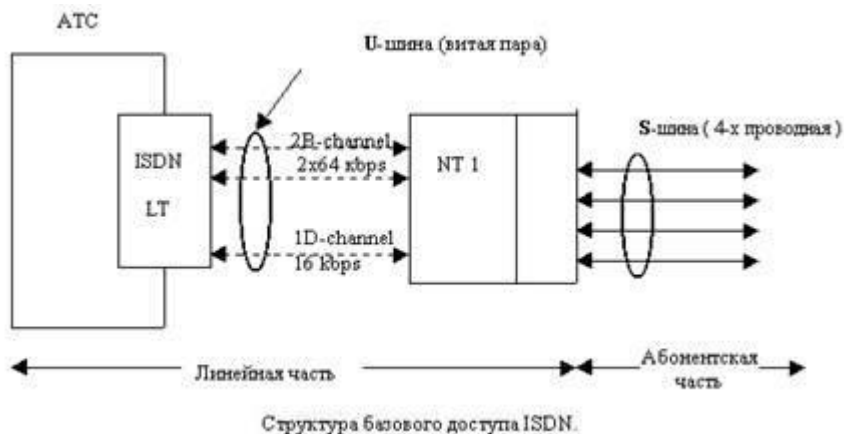 АТС
U-шина (витая пара)
S-шина ( 4-х проводная )
2B-channel
2x64 kbps
ISDN
LT
NT 1
1D-channel
16 kbps
Линейная часть
Абонентская
часть
Структура базового доступа ISDN.